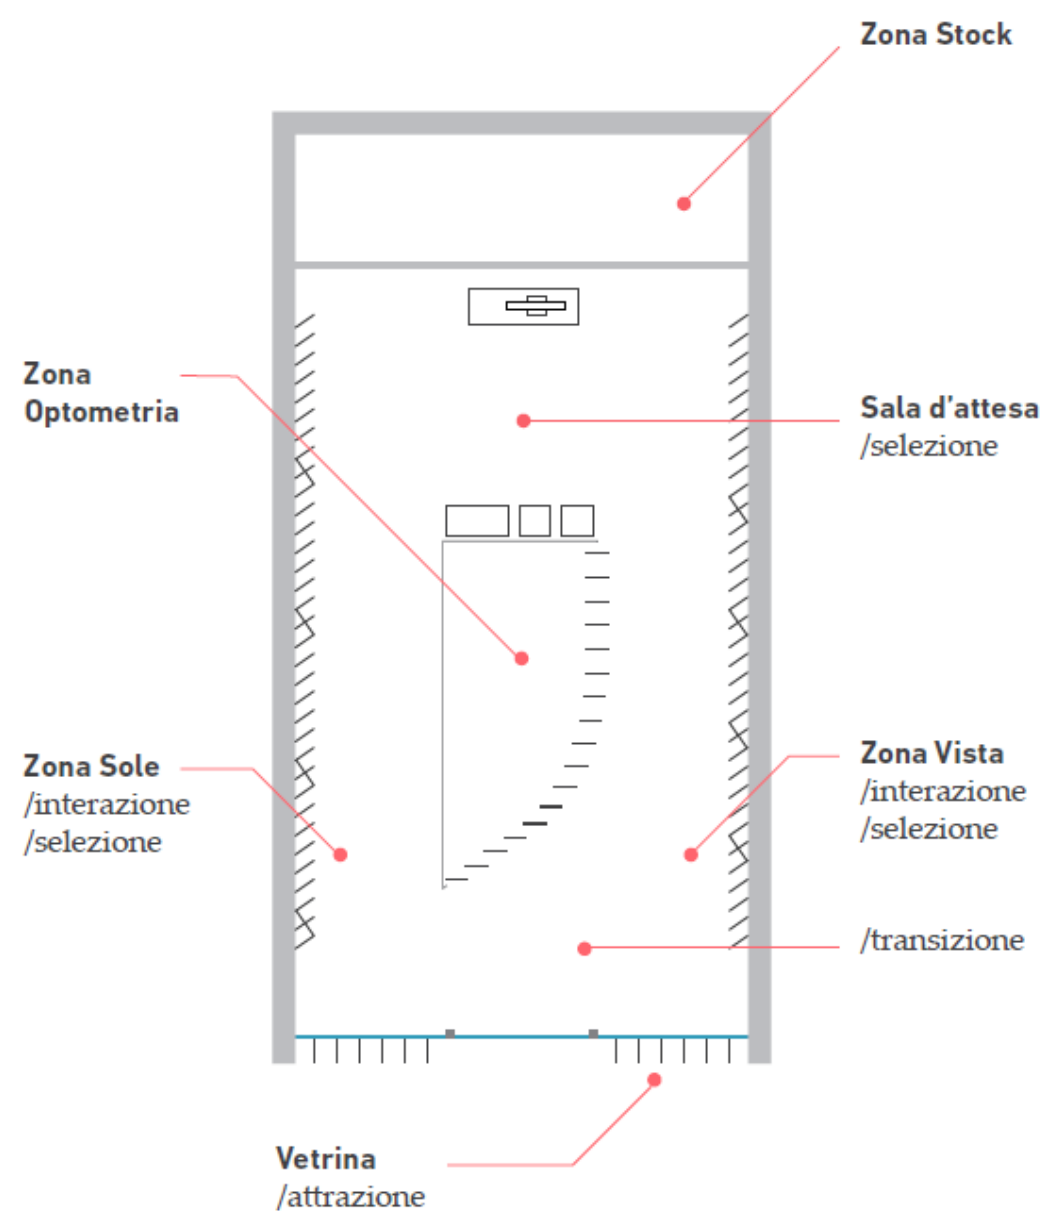 Zona Stock
Zona
Optometria
Sala d'attesa
/selezione
Zona Sole
/interazione
/selezione
Zona Vista
/interazione
/selezione
/transizione
Vetrina
/attrazione